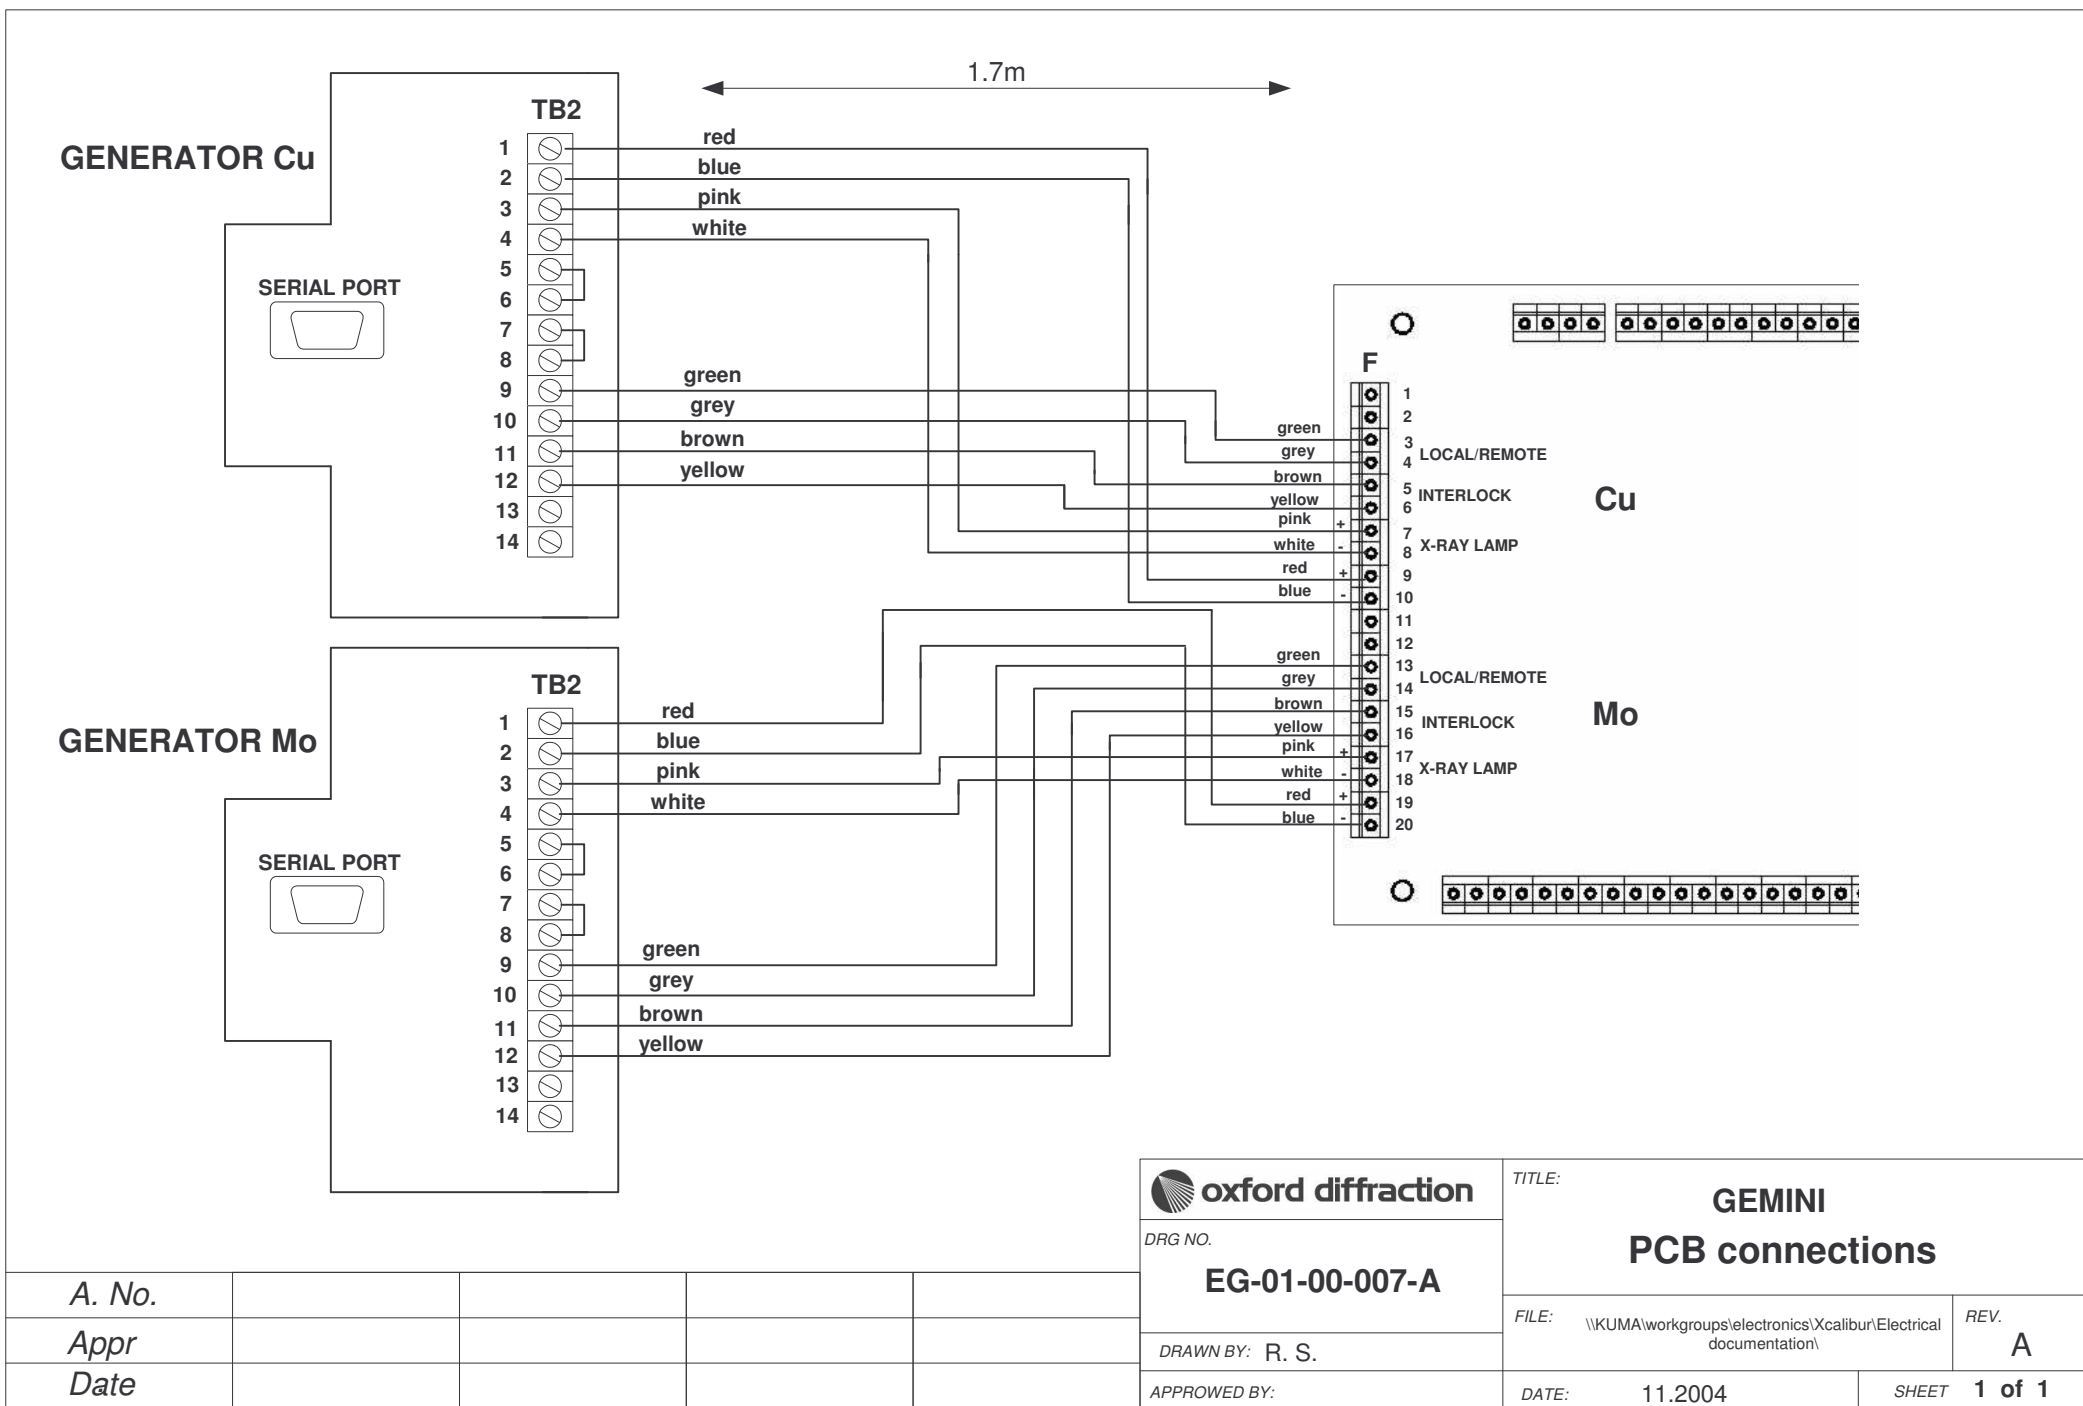 1.7m
GENERATOR Cu
TB2
SERIAL PORT
1 red
2 blue
3 pink
4 white
5
6
7
8
9 green
10 grey
11 brown
12 yellow
13
14
F
1
2
green 3
grey 4
LOCAL/REMOTE
brown 5
INTERLOCK
yellow 6
pink + 7
white - 8
X-RAY LAMP
red + 9
blue - 10
Cu
11
12
green 13
grey 14
LOCAL/REMOTE
brown 15
INTERLOCK
yellow 16
pink + 17
white - 18
X-RAY LAMP
red + 19
blue - 20
Mo
GENERATOR Mo
TB2
SERIAL PORT
1 red
2 blue
3 pink
4 white
5
6
7
8
9 green
10 grey
11 brown
12 yellow
13
14
A. No.
Appr
Date
oxford diffraction
DRG NO.
EG-01-00-007-A
DRAWN BY: R. S.
APPROVED BY:
TITLE:
GEMINI
PCB connections
FILE: \\KUMA\workgroups\electronics\Xcalibur\Electrical
documentation\
REV.
A
DATE: 11.2004
SHEET 1 of 1